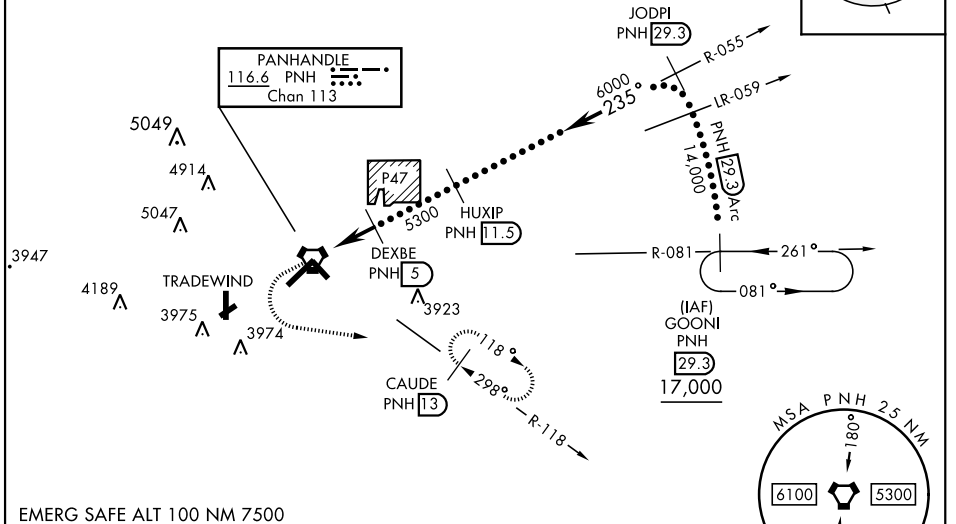 JODPI
PNH 29.3
R-055
LR-059
6000
235°
PNH 29.3 Arc
14,000
PANHANDLE
116.6 PNH
Chan 113
5049
4914
5047
3947
4189
TRADEWIND
3975
3974
P47
5300
HUXIP
PNH 11.5
DEXBE
PNH 5
3923
R-081
261°
081°
(IAF)
GOONI
PNH
29.3
17,000
118°
298°
CAUDE
PNH 13
R-118
MSA PNH 25 NM
180°
6100
5300
EMERG SAFE ALT 100 NM 7500